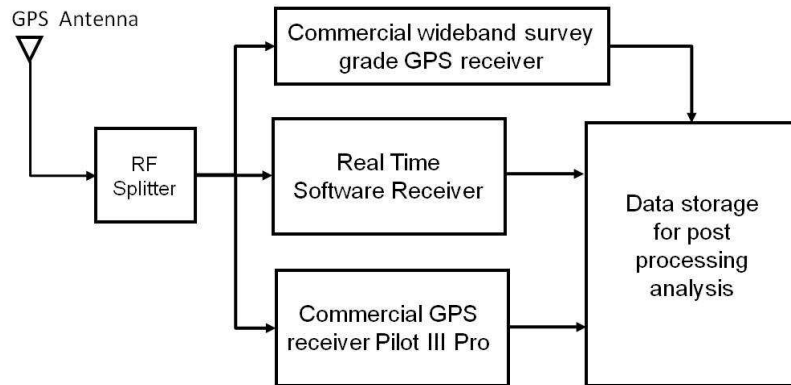 GPS Antenna
Commercial wideband survey
grade GPS receiver
RF
Splitter
Real Time
Software Receiver
Data storage
for post
processing
analysis
Commercial GPS
receiver Pilot III Pro